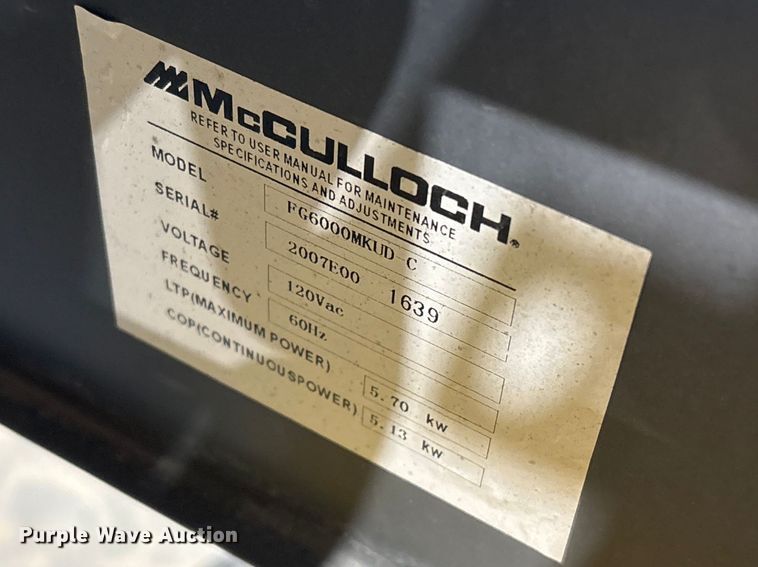 McCULLOCH®
REFER TO USER MANUAL FOR MAINTENANCE
SPECIFICATIONS AND ADJUSTMENTS
MODEL FG6000MKUD C
SERIAL# 2007E00 1639
VOLTAGE 120Vac
FREQUENCY 60Hz
LTP(MAXIMUM POWER) 5.70 kw
COP(CONTINUOUSPOWER) 5.13 kw
Purple Wave Auction